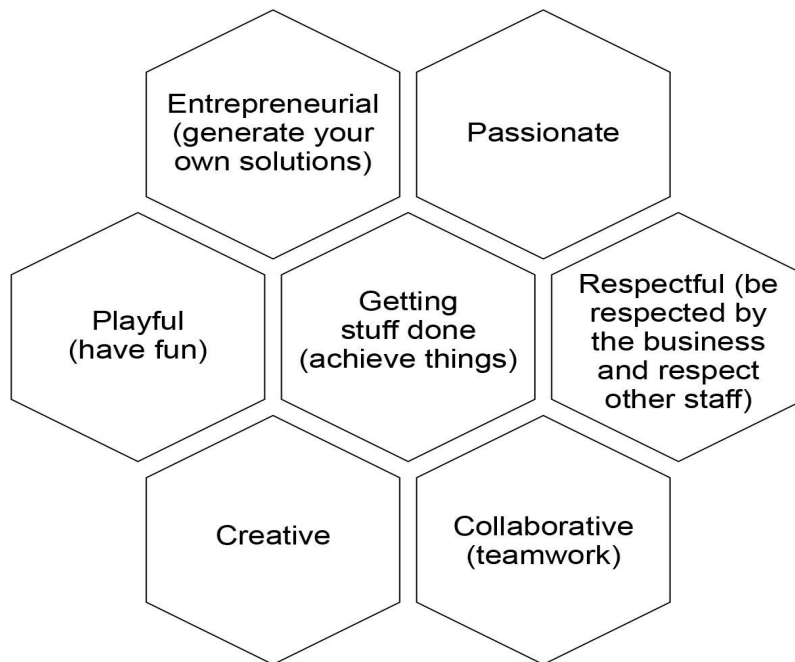 Entrepreneurial
(generate your
own solutions)
Passionate
Playful
(have fun)
Getting
stuff done
(achieve things)
Respectful (be
respected by
the business
and respect
other staff)
Creative
Collaborative
(teamwork)